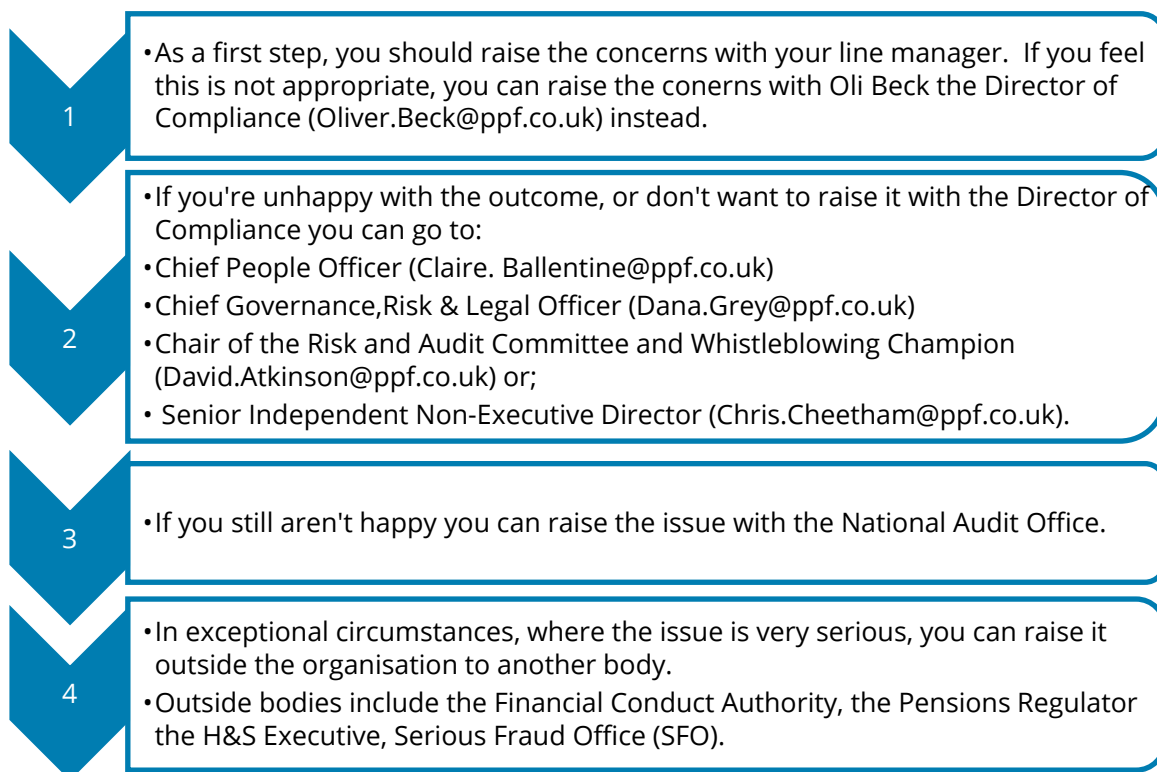 1
•As a first step, you should raise the concerns with your line manager.  If you feel
this is not appropriate, you can raise the conerns with Oli Beck the Director of
Compliance (Oliver.Beck@ppf.co.uk) instead.
2
•If you're unhappy with the outcome, or don't want to raise it with the Director of
Compliance you can go to:
•Chief People Officer (Claire. Ballentine@ppf.co.uk)
•Chief Governance,Risk & Legal Officer (Dana.Grey@ppf.co.uk)
•Chair of the Risk and Audit Committee and Whistleblowing Champion
(David.Atkinson@ppf.co.uk) or;
• Senior Independent Non-Executive Director (Chris.Cheetham@ppf.co.uk).
3
•If you still aren't happy you can raise the issue with the National Audit Office.
4
•In exceptional circumstances, where the issue is very serious, you can raise it
outside the organisation to another body.
•Outside bodies include the Financial Conduct Authority, the Pensions Regulator
the H&S Executive, Serious Fraud Office (SFO).